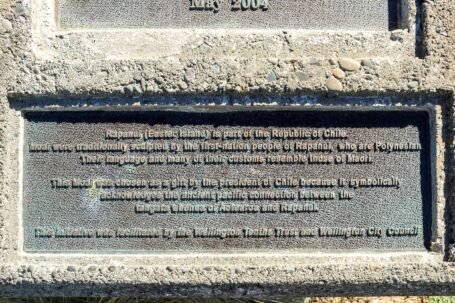 May 2004
Rapanui (Easter Island) is part of the Republic of Chile.
Moai were traditionally sculpted by the first-nation people of Rapanui, who are Polynesian.
Their language and many of their customs resemble those of Maori.
This Moai was chosen as a gift by the president of Chile because it symbolically
acknowledges the ancient pacific connection between the
tangata whenua of Aotearoa and Rapanui.
This initiative was facilitated by the Wellington Tenths Trust and Wellington City Council